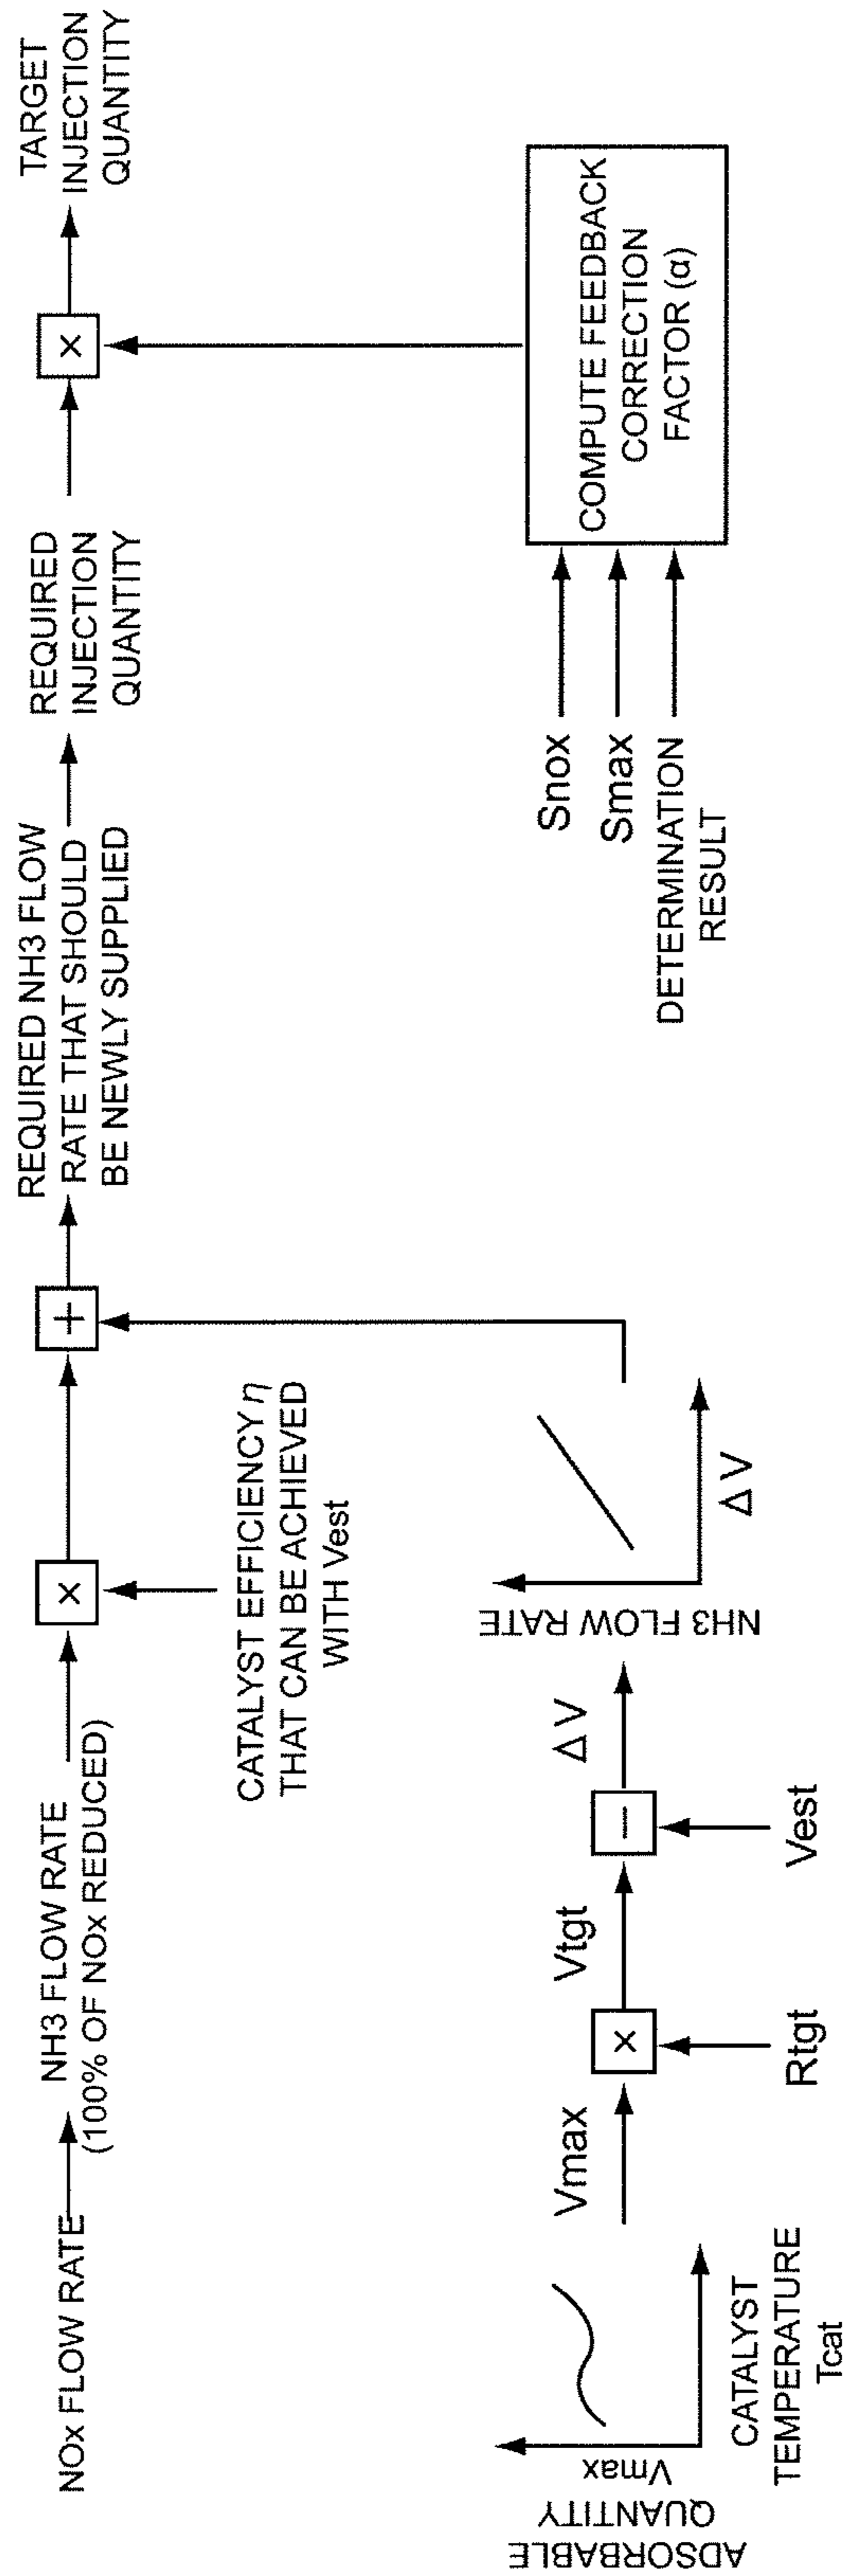 NOx FLOW RATE
NH3 FLOW RATE
(100% OF NOx REDUCED)
×
CATALYST EFFICIENCY η
THAT CAN BE ACHIEVED
WITH Vest
+
REQUIRED NH3 FLOW
RATE THAT SHOULD
BE NEWLY SUPPLIED
REQUIRED
INJECTION
QUANTITY
×
TARGET
INJECTION
QUANTITY
ADSORBABLE
QUANTITY
Vmax
CATALYST
TEMPERATURE
Tcat
Vmax
×
Rtgt
Vtgt
−
Vest
Δ V
NH3 FLOW RATE
Δ V
Snox
Smax
DETERMINATION
RESULT
COMPUTE FEEDBACK
CORRECTION
FACTOR (α)